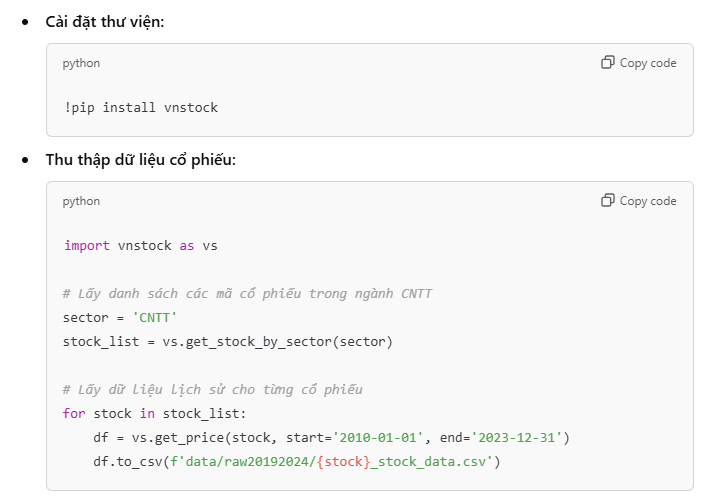 Cài đặt thư viện:
python
Copy code
!pip install vnstock
Thu thập dữ liệu cổ phiếu:
python
Copy code
import vnstock as vs
# Lấy danh sách các mã cổ phiếu trong ngành CNTT
sector = 'CNTT'
stock_list = vs.get_stock_by_sector(sector)
# Lấy dữ liệu lịch sử cho từng cổ phiếu
for stock in stock_list:
    df = vs.get_price(stock, start='2010-01-01', end='2023-12-31')
    df.to_csv(f'data/raw20192024/{stock}_stock_data.csv')